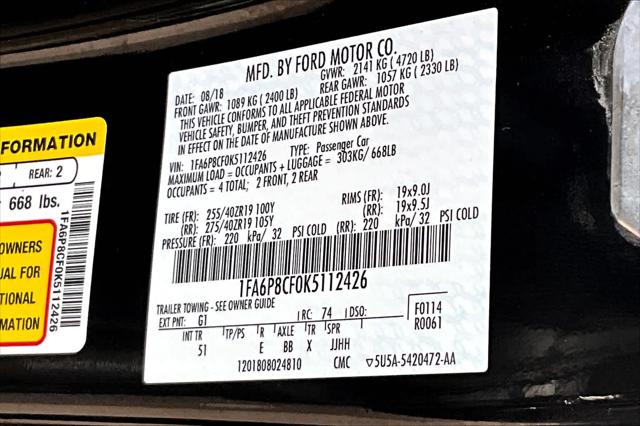 MFD. BY FORD MOTOR CO.
DATE: 08/18 GVWR: 2141 KG (4720 LB)
FRONT GAWR: 1089 KG (2400 LB) REAR GAWR: 1057 KG (2330 LB)
THIS VEHICLE CONFORMS TO ALL APPLICABLE FEDERAL MOTOR
VEHICLE SAFETY, BUMPER, AND THEFT PREVENTION STANDARDS
IN EFFECT ON THE DATE OF MANUFACTURE SHOWN ABOVE.
VIN: 1FA6P8CF0K5112426 TYPE: Passenger Car
MAXIMUM LOAD = OCCUPANTS + LUGGAGE = 303KG/ 668LB
OCCUPANTS = 4 TOTAL; 2 FRONT, 2 REAR
TIRE (FR): 255/40ZR19 100Y RIMS (FR): 19x9.0J
(RR): 275/40ZR19 105Y (RR): 19x9.5J
PRESSURE (FR): 220 kPa/ 32 PSI COLD (RR): 220 kPa/ 32 PSI COLD
1FA6P8CF0K5112426
TRAILER TOWING - SEE OWNER GUIDE
EXT PNT: G1 RC: 74 DSO: F0114
R0061
INT TR TP/PS R AXLE TR SPR
51 E BB X JJHH
1201808024810 CMC ▽5U5A-5420472-AA
FORMATION
REAR: 2
668 lbs.
OWNERS
UAL FOR
TIONAL
MATION
1FA6P8CF0K5112426